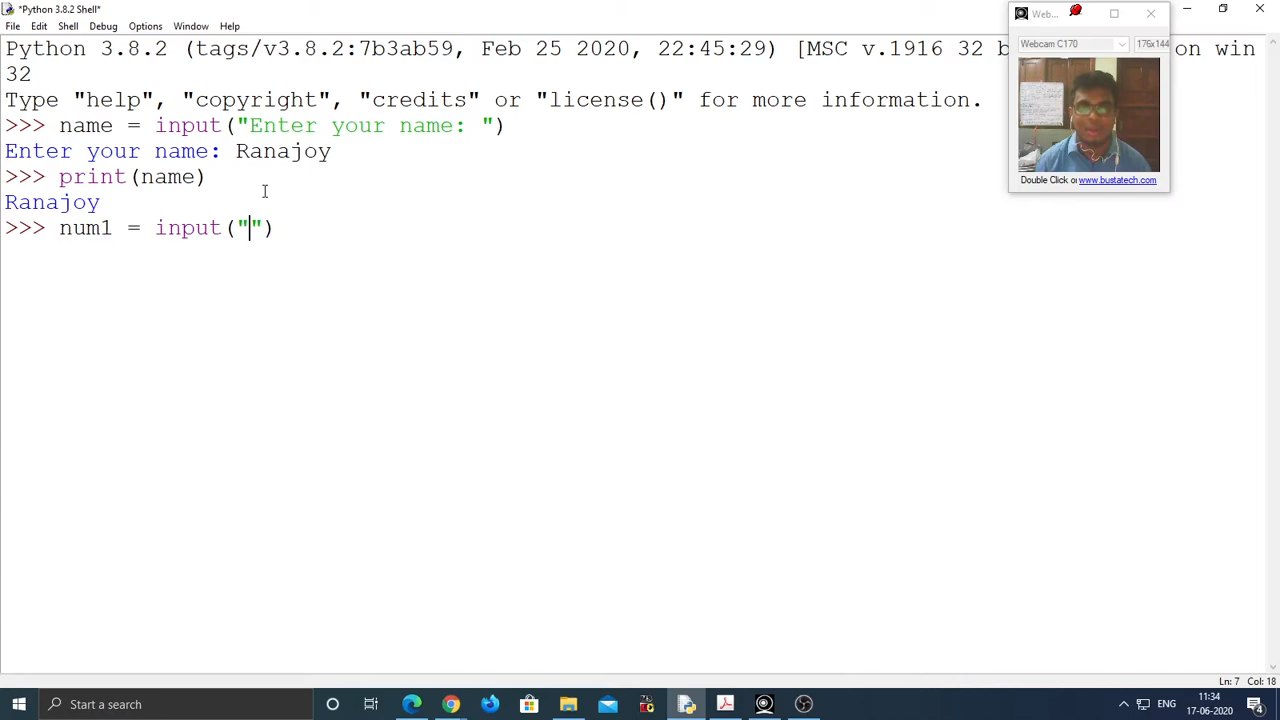 *Python 3.8.2 Shell*
File Edit Shell Debug Options Window Help
Python 3.8.2 (tags/v3.8.2:7b3ab59, Feb 25 2020, 22:45:29) [MSC v.1916 32 b on win
32
Type "help", "copyright", "credits" or "license()" for more information.
>>> name = input("Enter your name: ")
Enter your name: Ranajoy
>>> print(name)
Ranajoy
>>> num1 = input("")
Web...
Webcam C170 176x144
Double Click on www.bustatech.com
Ln: 7 Col: 18
Start a search
ENG
11:34
17-06-2020
4